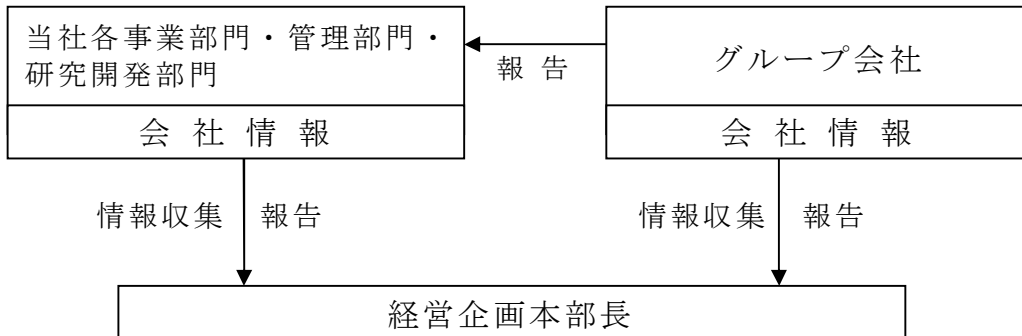 当社各事業部門・管理部門・
研究開発部門
会社情報
報告
グループ会社
会社情報
情報収集 報告
情報収集 報告
経営企画本部長